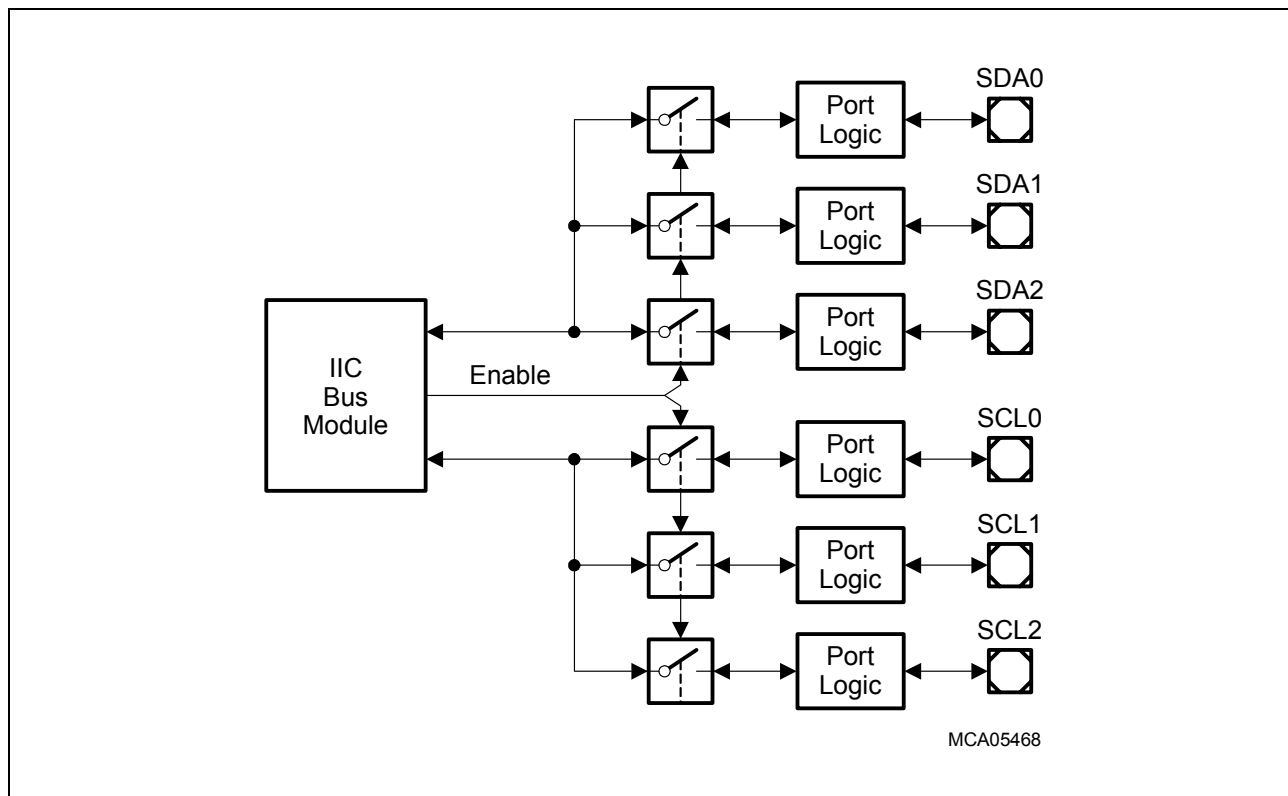 SDA0
Port
Logic
SDA1
Port
Logic
SDA2
Port
Logic
IIC
Bus
Module
Enable
SCL0
Port
Logic
SCL1
Port
Logic
SCL2
Port
Logic
MCA05468